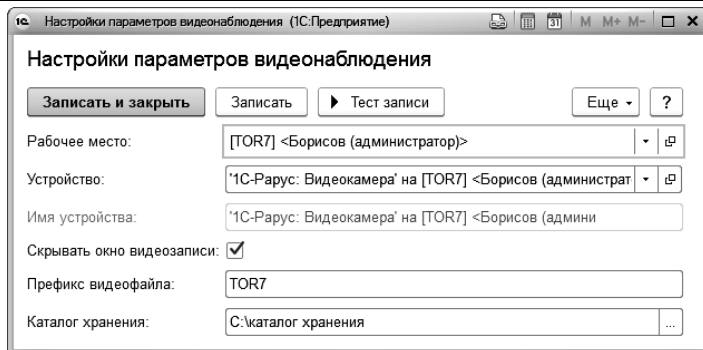 1С Настройки параметров видеонаблюдения (1С:Предприятие) 31 M M+ M-
Настройки параметров видеонаблюдения
Записать и закрыть Записать Тест записи Еще ?
Рабочее место: [TOR7] <Борисов (администратор)>
Устройство: '1С-Рарус: Видеокамера' на [TOR7] <Борисов (администрат
Имя устройства: '1С-Рарус: Видеокамера' на [TOR7] <Борисов (админи
Скрывать окно видеозаписи:
Префикс видеофайла: TOR7
Каталог хранения: С:\каталог хранения ...